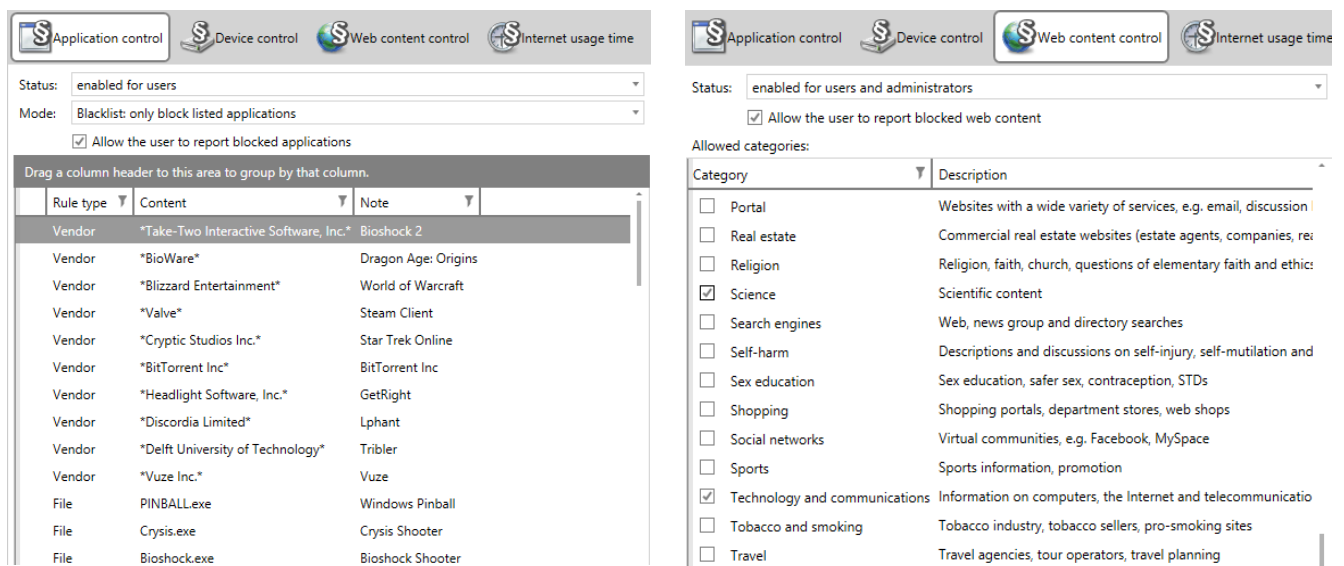 Application control Device control Web content control Internet usage time
Status: enabled for users
Mode: Blacklist: only block listed applications
Allow the user to report blocked applications
Drag a column header to this area to group by that column.
Rule type Content Note
Vendor *Take-Two Interactive Software, Inc.* Bioshock 2
Vendor *BioWare* Dragon Age: Origins
Vendor *Blizzard Entertainment* World of Warcraft
Vendor *Valve* Steam Client
Vendor *Cryptic Studios Inc.* Star Trek Online
Vendor *BitTorrent Inc* BitTorrent Inc
Vendor *Headlight Software, Inc.* GetRight
Vendor *Discordia Limited* Lphant
Vendor *Delft University of Technology* Tribler
Vendor *Vuze Inc.* Vuze
File PINBALL.exe Windows Pinball
File Crysis.exe Crysis Shooter
File Bioshock.exe Bioshock Shooter
Application control Device control Web content control Internet usage time
Status: enabled for users and administrators
Allow the user to report blocked web content
Allowed categories:
Category Description
Portal Websites with a wide variety of services, e.g. email, discussion
Real estate Commercial real estate websites (estate agents, companies, rea
Religion Religion, faith, church, questions of elementary faith and ethics
Science Scientific content
Search engines Web, news group and directory searches
Self-harm Descriptions and discussions on self-injury, self-mutilation and
Sex education Sex education, safer sex, contraception, STDs
Shopping Shopping portals, department stores, web shops
Social networks Virtual communities, e.g. Facebook, MySpace
Sports Sports information, promotion
Technology and communications Information on computers, the Internet and telecommunicatio
Tobacco and smoking Tobacco industry, tobacco sellers, pro-smoking sites
Travel Travel agencies, tour operators, travel planning